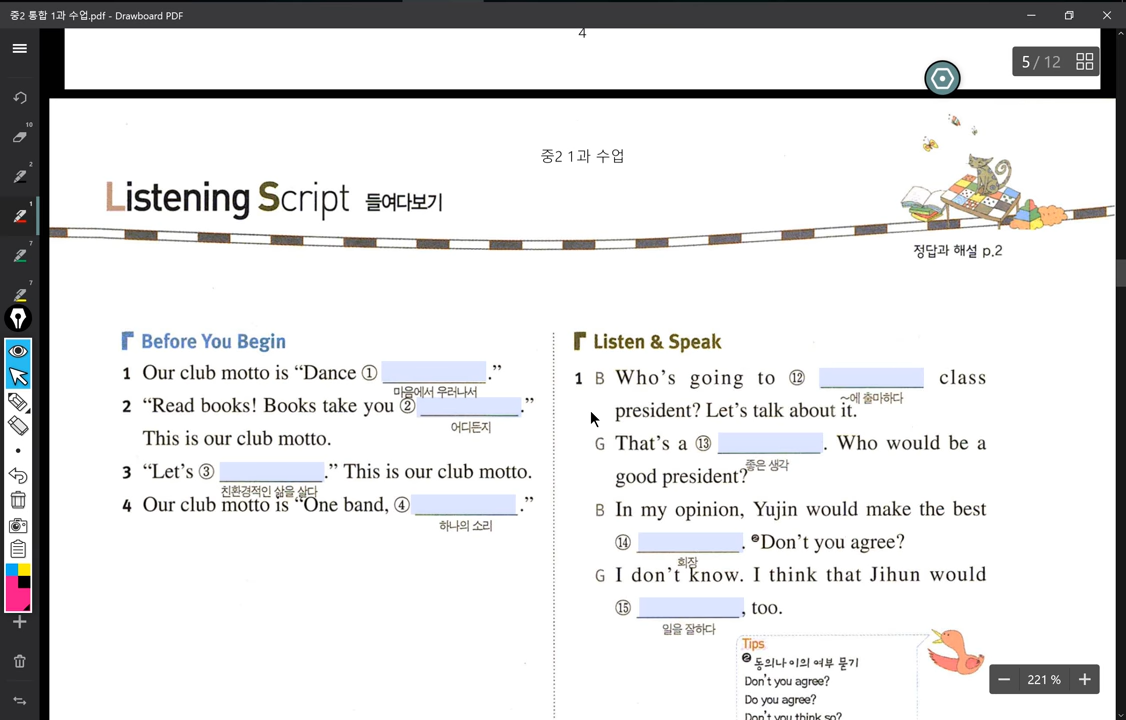 중2 통합 1과 수업.pdf - Drawboard PDF
4
5 / 12
10
2
1
7
7
중2 1과 수업
Listening Script 들여다보기
정답과 해설 p.2
Before You Begin
1 Our club motto is “Dance ① .”
마음에서 우러나서
2 “Read books! Books take you ② .”
어디든지
This is our club motto.
3 “Let’s ③ .” This is our club motto.
친환경적인 삶을 살다
4 Our club motto is “One band, ④ .”
하나의 소리
Listen & Speak
1 B Who’s going to ⑫ class
~에 출마하다
president? Let’s talk about it.
G That’s a ⑬ . Who would be a
좋은 생각
good president?
B In my opinion, Yujin would make the best
⑭ . ❷Don’t you agree?
회장
G I don’t know. I think that Jihun would
⑮ , too.
일을 잘하다
Tips
❷ 동의나 이의 여부 묻기
Don’t you agree?
Do you agree?
Don’t you think so?
221 %